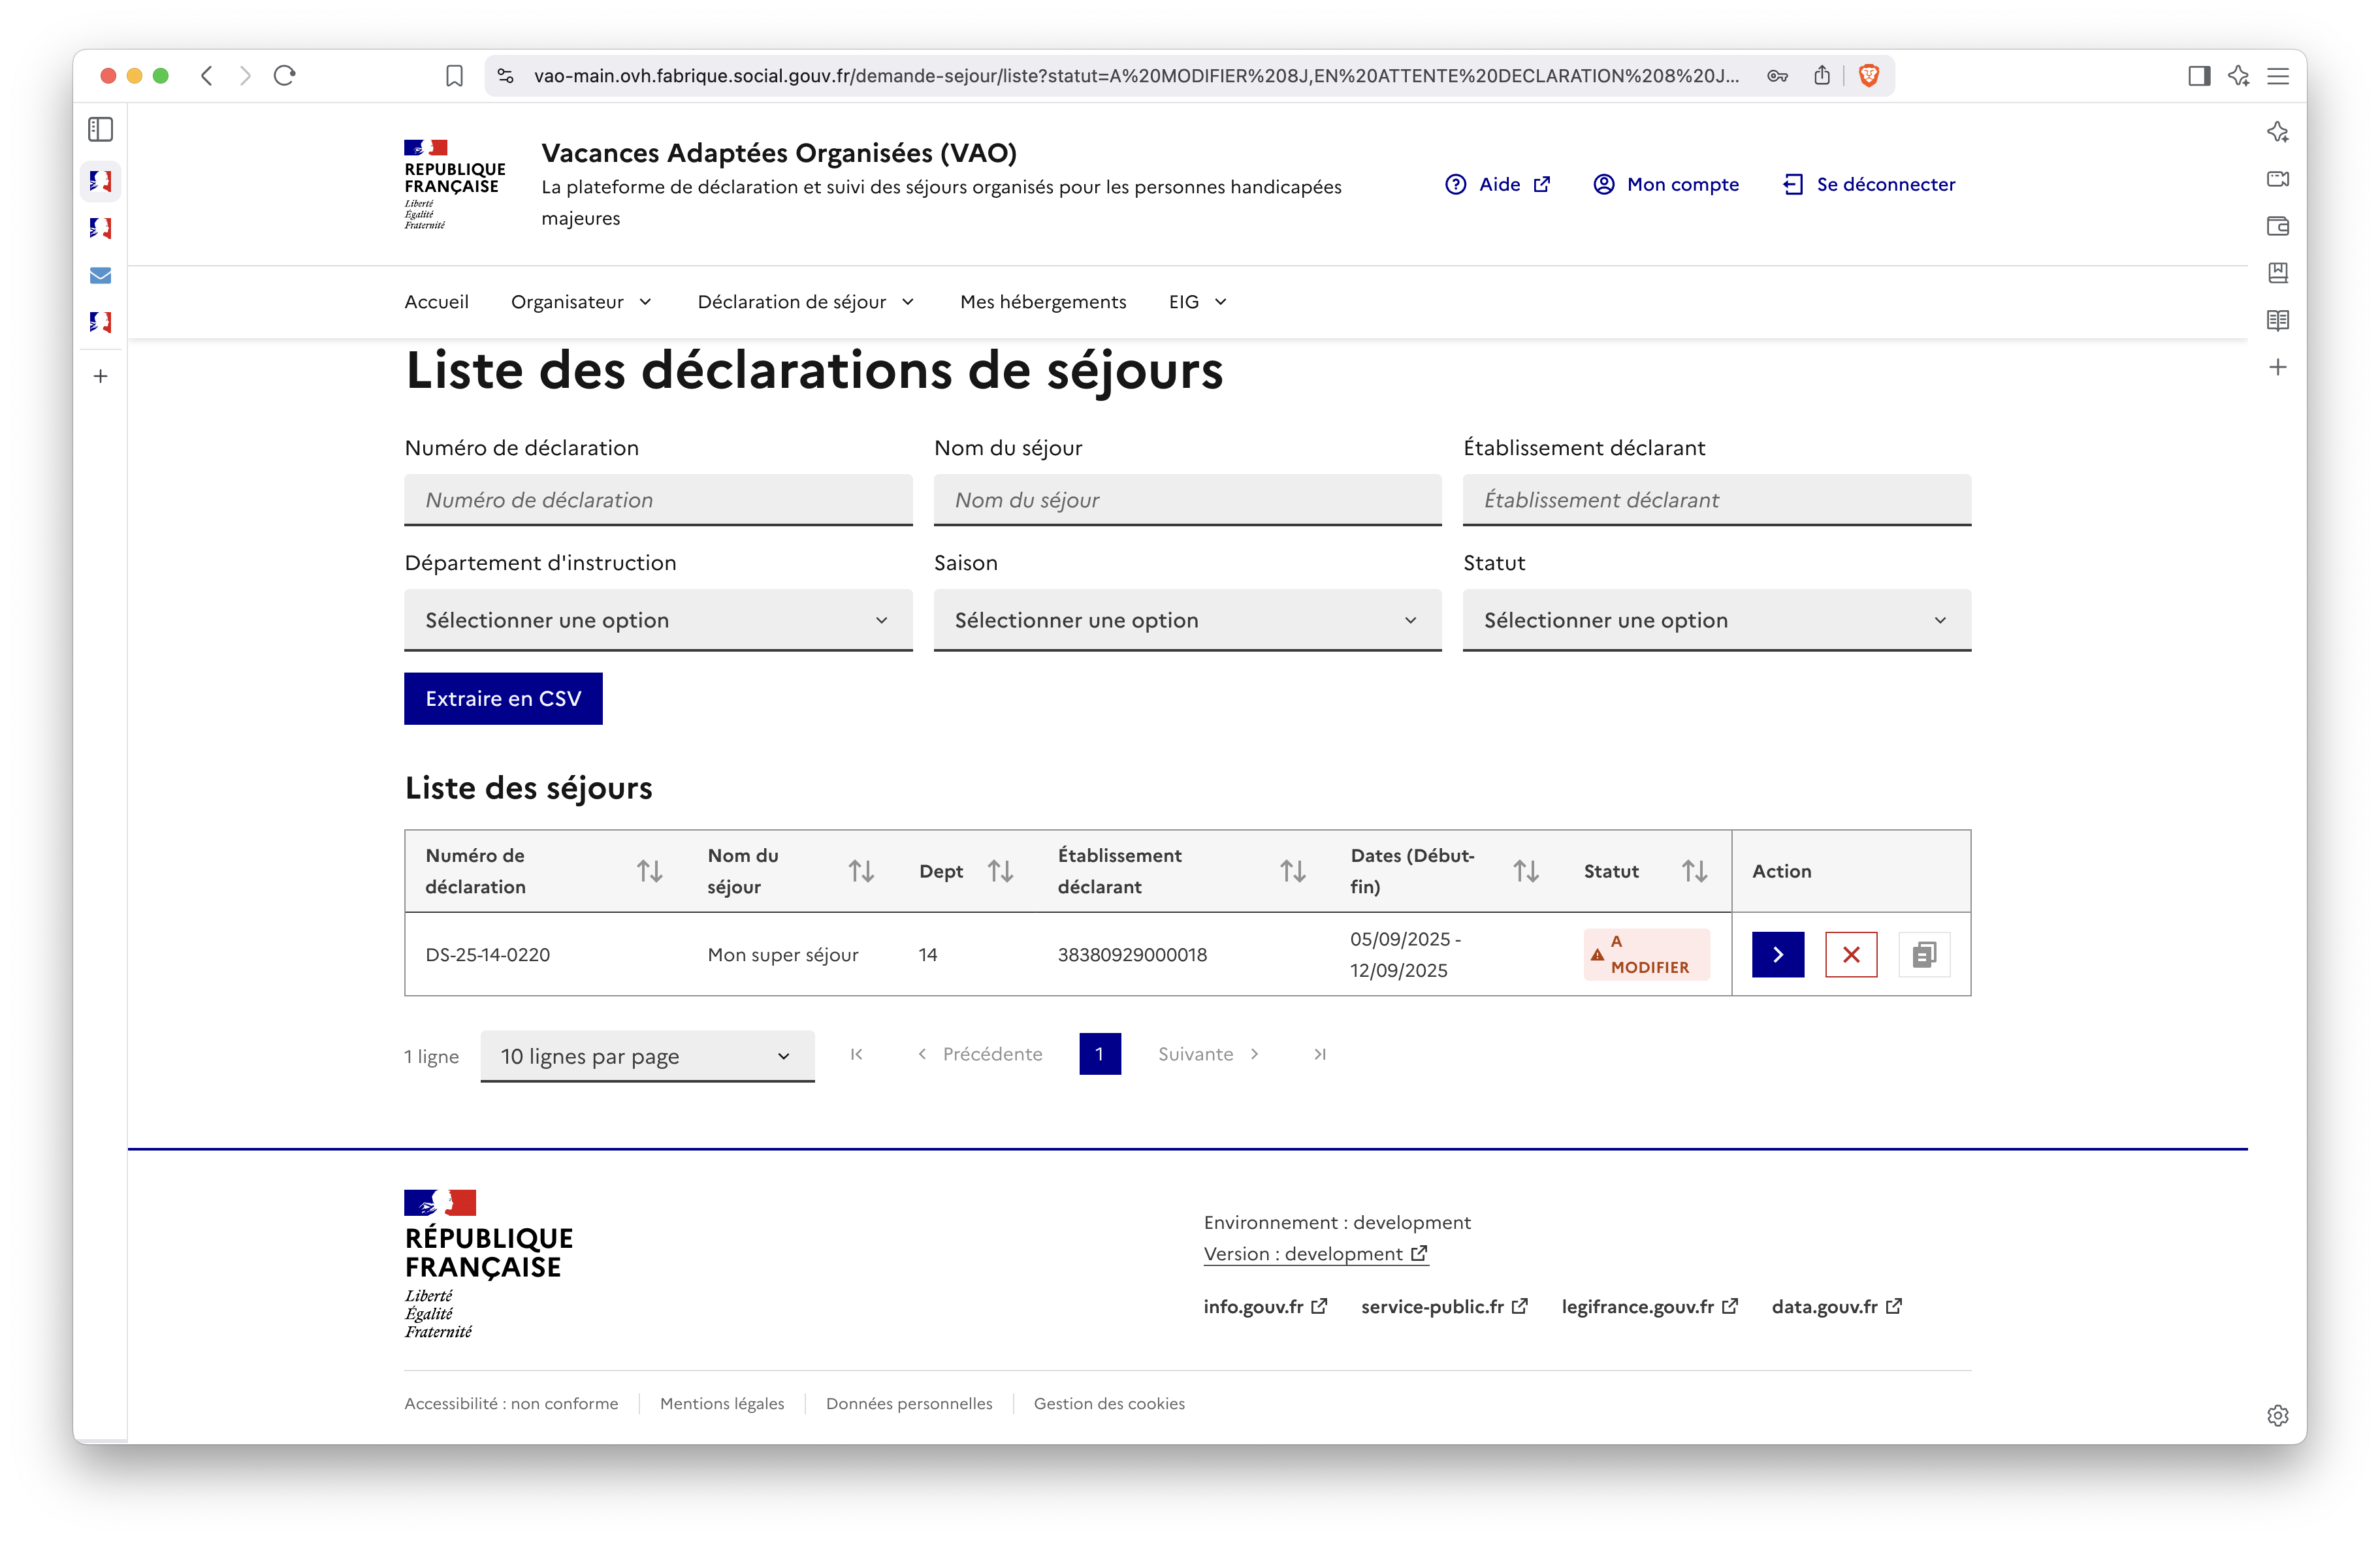 vao-main.ovh.fabrique.social.gouv.fr/demande-sejour/liste?statut=A%20MODIFIER%208J,EN%20ATTENTE%20DECLARATION%208%20J...
REPUBLIQUE
FRANÇAISE
Liberté
Égalité
Fraternité
Vacances Adaptées Organisées (VAO)
La plateforme de déclaration et suivi des séjours organisés pour les personnes handicapées
majeures
Aide
Mon compte
Se déconnecter
Accueil
Organisateur
Déclaration de séjour
Mes hébergements
EIG
Liste des déclarations de séjours
Numéro de déclaration
Nom du séjour
Établissement déclarant
Numéro de déclaration
Nom du séjour
Établissement déclarant
Département d'instruction
Saison
Statut
Sélectionner une option
Sélectionner une option
Sélectionner une option
Extraire en CSV
Liste des séjours
Numéro de
déclaration
Nom du
séjour
Dept
Établissement
déclarant
Dates (Début-
fin)
Statut
Action
DS-25-14-0220
Mon super séjour
14
38380929000018
05/09/2025 -
12/09/2025
A
MODIFIER
1 ligne
10 lignes par page
Précédente
1
Suivante
RÉPUBLIQUE
FRANÇAISE
Liberté
Égalité
Fraternité
Environnement : development
Version : development
info.gouv.fr
service-public.fr
legifrance.gouv.fr
data.gouv.fr
Accessibilité : non conforme
Mentions légales
Données personnelles
Gestion des cookies